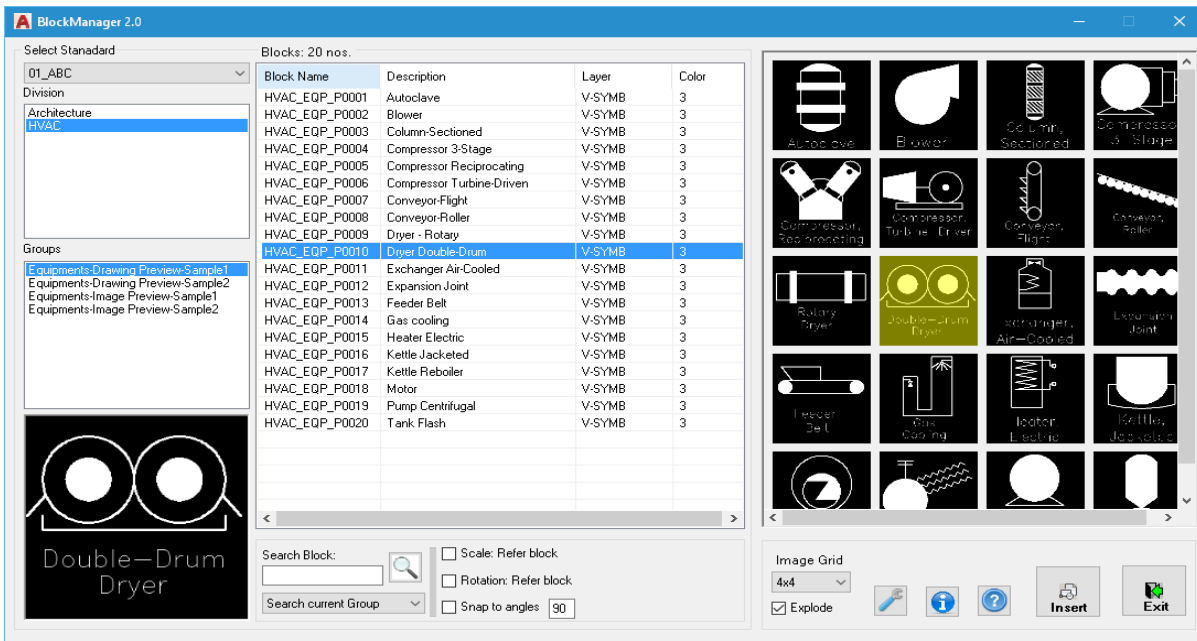 BlockManager 2.0
Select Stanadard
01_ABC
Division
Architecture
HVAC
Groups
Equipments-Drawing Preview-Sample1
Equipments-Drawing Preview-Sample2
Equipments-Image Preview-Sample1
Equipments-Image Preview-Sample2
Double-Drum
Dryer
Blocks: 20 nos.
Block Name Description Layer Color
HVAC_EQP_P0001 Autoclave V-SYMB 3
HVAC_EQP_P0002 Blower V-SYMB 3
HVAC_EQP_P0003 Column-Sectioned V-SYMB 3
HVAC_EQP_P0004 Compressor 3-Stage V-SYMB 3
HVAC_EQP_P0005 Compressor Reciprocating V-SYMB 3
HVAC_EQP_P0006 Compressor Turbine-Driven V-SYMB 3
HVAC_EQP_P0007 Conveyor-Flight V-SYMB 3
HVAC_EQP_P0008 Conveyor-Roller V-SYMB 3
HVAC_EQP_P0009 Dryer - Rotary V-SYMB 3
HVAC_EQP_P0010 Dryer Double-Drum V-SYMB 3
HVAC_EQP_P0011 Exchanger Air-Cooled V-SYMB 3
HVAC_EQP_P0012 Expansion Joint V-SYMB 3
HVAC_EQP_P0013 Feeder Belt V-SYMB 3
HVAC_EQP_P0014 Gas cooling V-SYMB 3
HVAC_EQP_P0015 Heater Electric V-SYMB 3
HVAC_EQP_P0016 Kettle Jacketed V-SYMB 3
HVAC_EQP_P0017 Kettle Reboiler V-SYMB 3
HVAC_EQP_P0018 Motor V-SYMB 3
HVAC_EQP_P0019 Pump Centrifugal V-SYMB 3
HVAC_EQP_P0020 Tank Flash V-SYMB 3
Search Block:
Search current Group
Scale: Refer block
Rotation: Refer block
Snap to angles 90
Autoclave
Blower
Column,
Sectioned
Compresso
3 Stage
Compressor,
Reciprocating
Compressor,
Turbine Driver
Conveyor,
Flight
Conveyor,
Roller
Rotary
Dryer
Double-Drum
Dryer
xchanger,
Air-Cooled
Expansion
Joint
Feeder
Belt
Gas
Cooling
Heater,
Electric
Kettle,
Jacketed
Image Grid
4x4
Explode
Insert
Exit